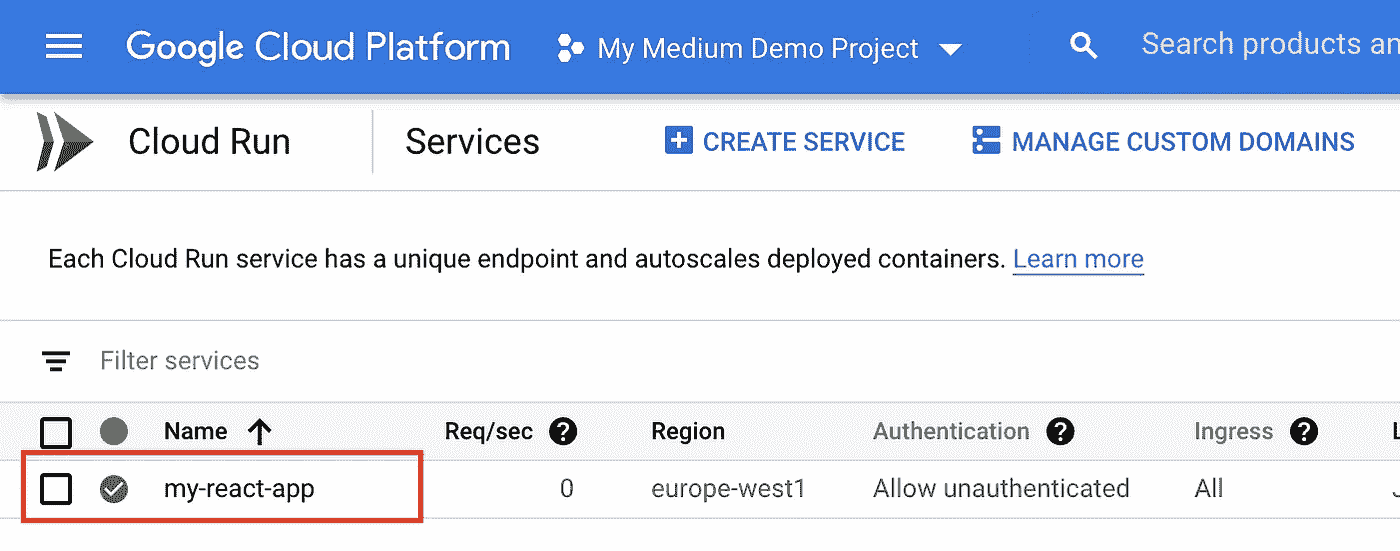 Google Cloud Platform My Medium Demo Project Search products an
Cloud Run Services CREATE SERVICE MANAGE CUSTOM DOMAINS
Each Cloud Run service has a unique endpoint and autoscales deployed containers. Learn more
Filter services
Name Req/sec ? Region Authentication ? Ingress ?
my-react-app 0 europe-west1 Allow unauthenticated All